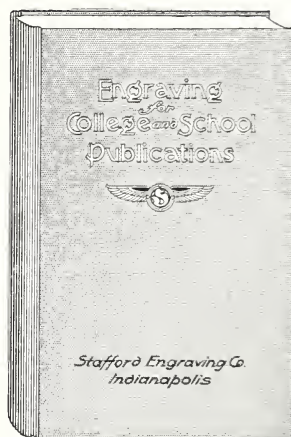 Engraving
for
College and School
Publications
S
Stafford Engraving Co.
Indianapolis